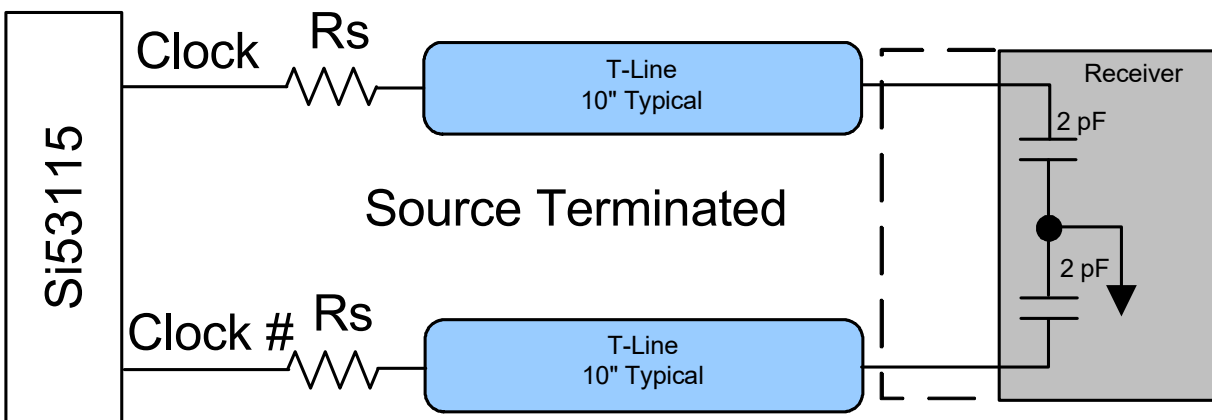 Si53115
Clock
Rs
T-Line
10" Typical
Receiver
2 pF
Source Terminated
2 pF
Clock #
Rs
T-Line
10" Typical